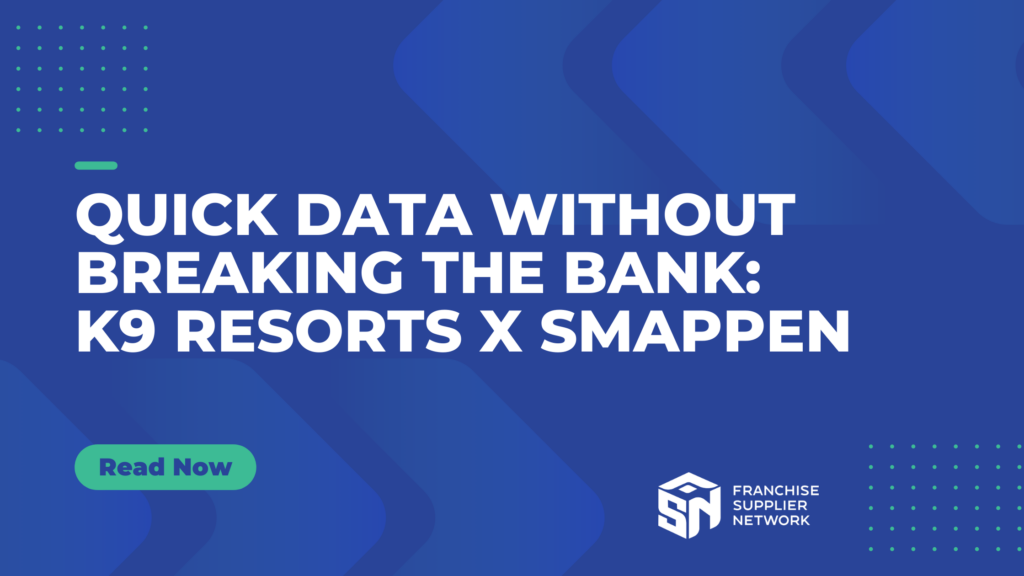 QUICK DATA WITHOUT
BREAKING THE BANK:
K9 RESORTS X SMAPPEN
Read Now
SN
FRANCHISE
SUPPLIER
NETWORK